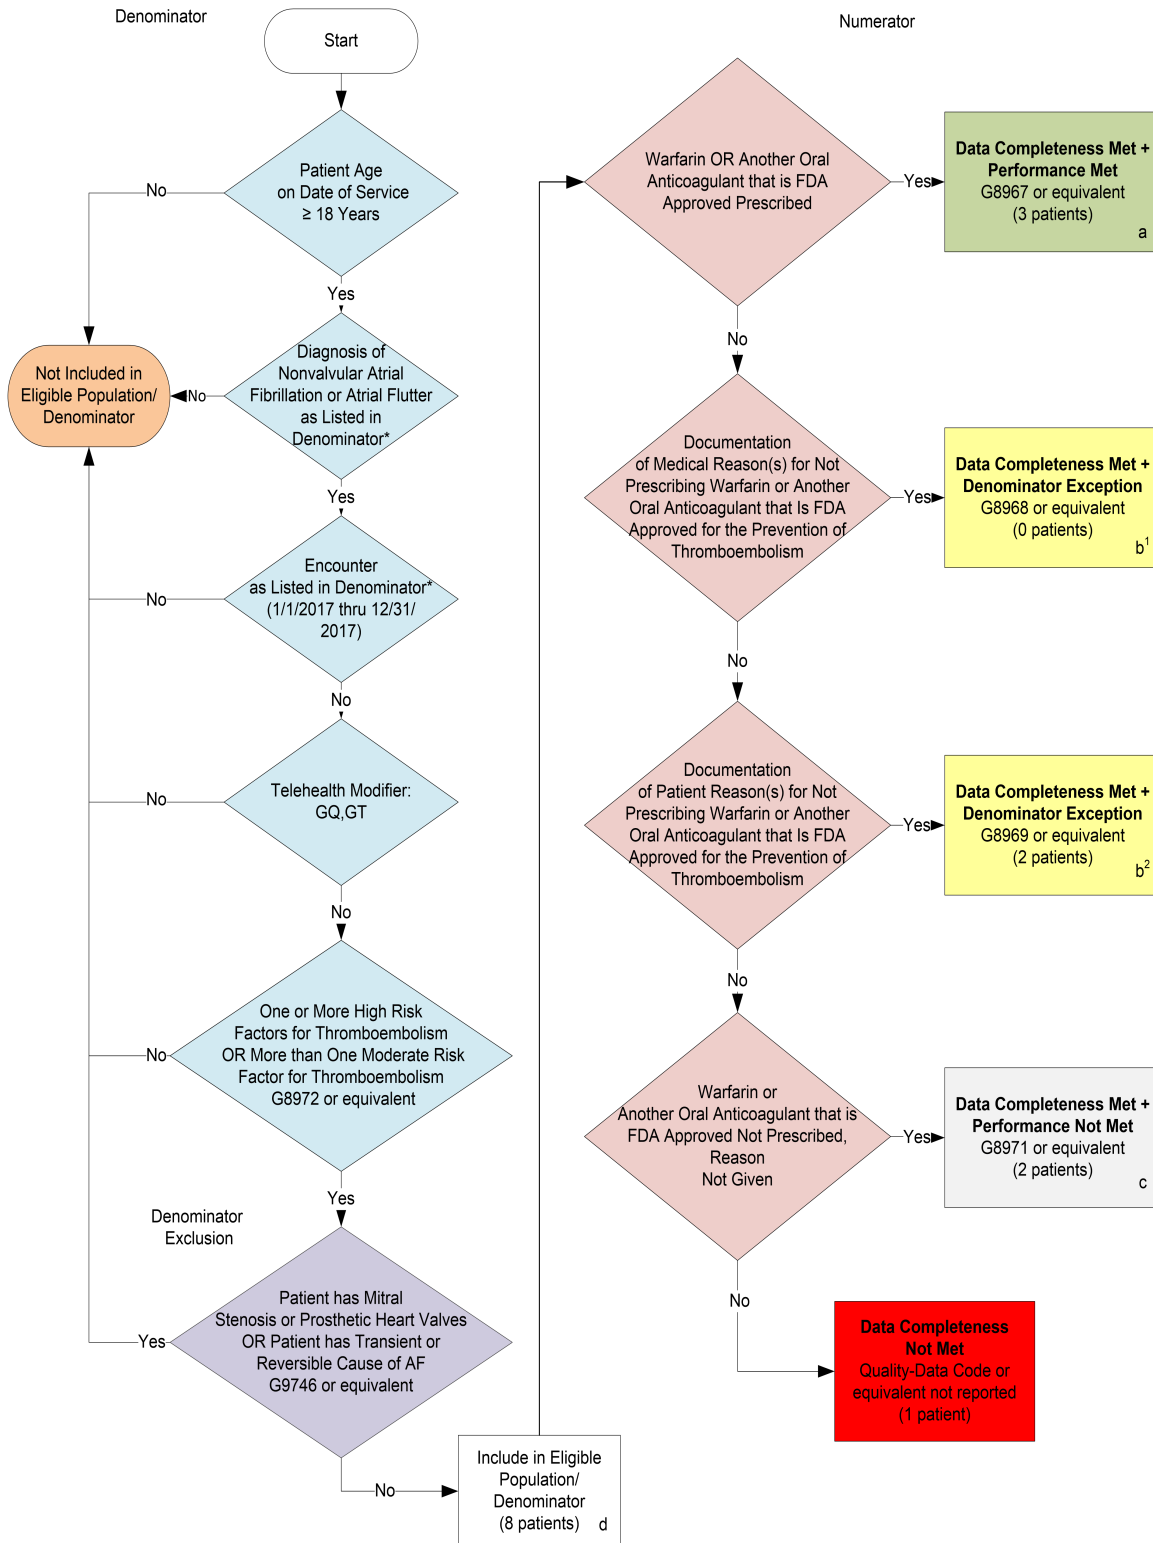 Denominator
Start
Patient Age
on Date of Service
≥ 18 Years
No
Yes
Diagnosis of
Nonvalvular Atrial
Fibrillation or Atrial Flutter
as Listed in
Denominator*
No
Not Included in
Eligible Population/
Denominator
Yes
Encounter
as Listed in Denominator*
(1/1/2017 thru 12/31/
2017)
No
No
Telehealth Modifier:
GQ,GT
No
No
One or More High Risk
Factors for Thromboembolism
OR More than One Moderate Risk
Factor for Thromboembolism
G8972 or equivalent
No
Yes
Denominator
Exclusion
Patient has Mitral
Stenosis or Prosthetic Heart Valves
OR Patient has Transient or
Reversible Cause of AF
G9746 or equivalent
Yes
No
Include in Eligible
Population/
Denominator
(8 patients) d
Numerator
Warfarin OR Another Oral
Anticoagulant that is FDA
Approved Prescribed
Yes
Data Completeness Met +
Performance Met
G8967 or equivalent
(3 patients)
a
No
Documentation
of Medical Reason(s) for Not
Prescribing Warfarin or Another
Oral Anticoagulant that Is FDA
Approved for the Prevention of
Thromboembolism
Yes
Data Completeness Met +
Denominator Exception
G8968 or equivalent
(0 patients)
b¹
No
Documentation
of Patient Reason(s) for Not
Prescribing Warfarin or Another
Oral Anticoagulant that Is FDA
Approved for the Prevention of
Thromboembolism
Yes
Data Completeness Met +
Denominator Exception
G8969 or equivalent
(2 patients)
b²
No
Warfarin or
Another Oral Anticoagulant that is
FDA Approved Not Prescribed,
Reason
Not Given
Yes
Data Completeness Met +
Performance Not Met
G8971 or equivalent
(2 patients)
c
No
Data Completeness
Not Met
Quality-Data Code or
equivalent not reported
(1 patient)